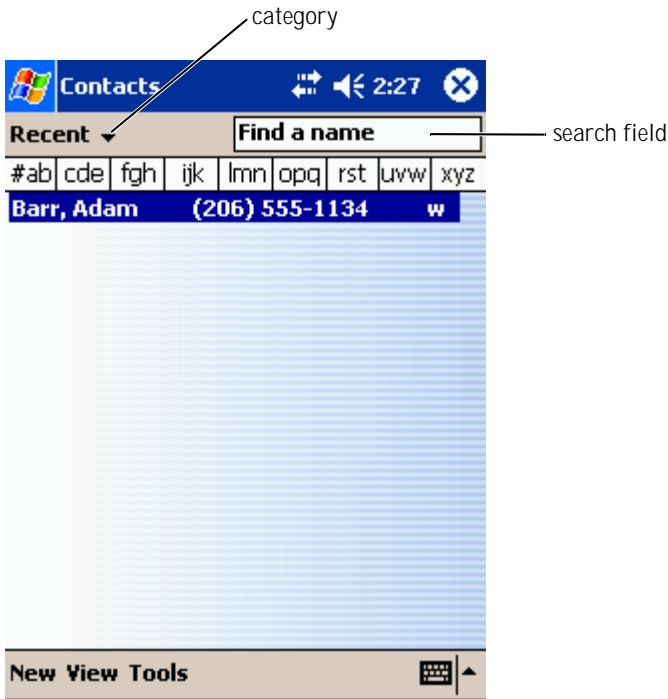 category
Contacts 2:27
Recent Find a name
search field
#ab cde fgh ijk lmn opq rst uvw xyz
Barr, Adam (206) 555-1134 w
New View Tools